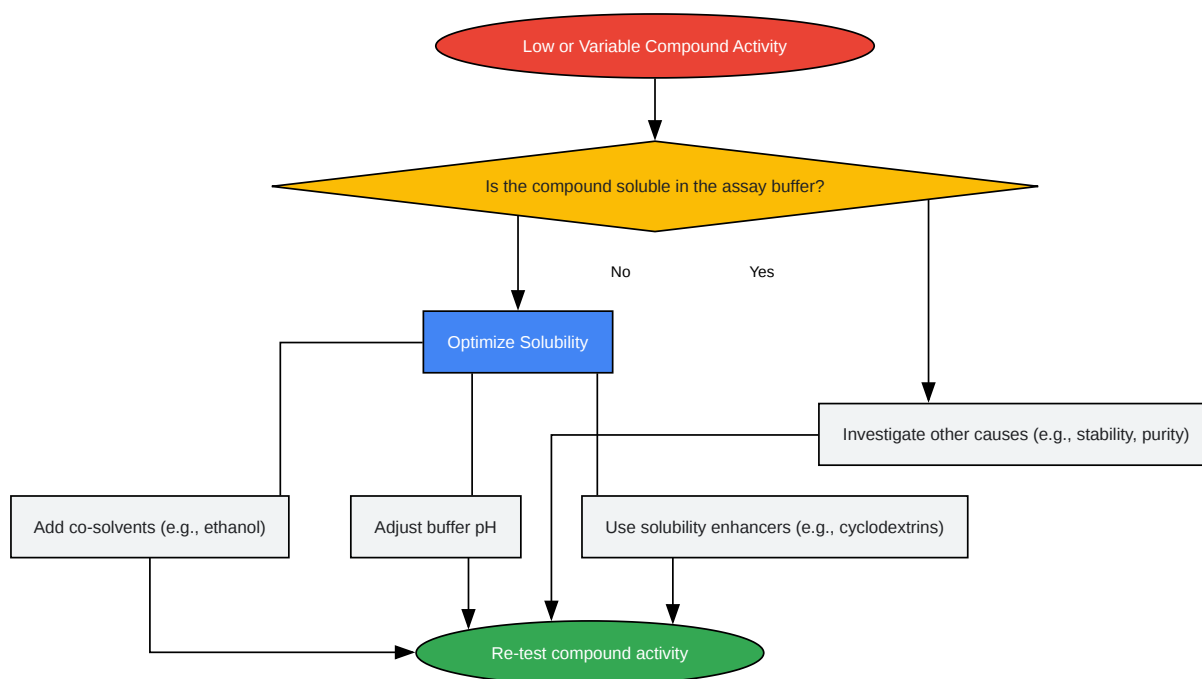 Low or Variable Compound Activity
Is the compound soluble in the assay buffer?
No
Yes
Optimize Solubility
Investigate other causes (e.g., stability, purity)
Add co-solvents (e.g., ethanol)
Adjust buffer pH
Use solubility enhancers (e.g., cyclodextrins)
Re-test compound activity